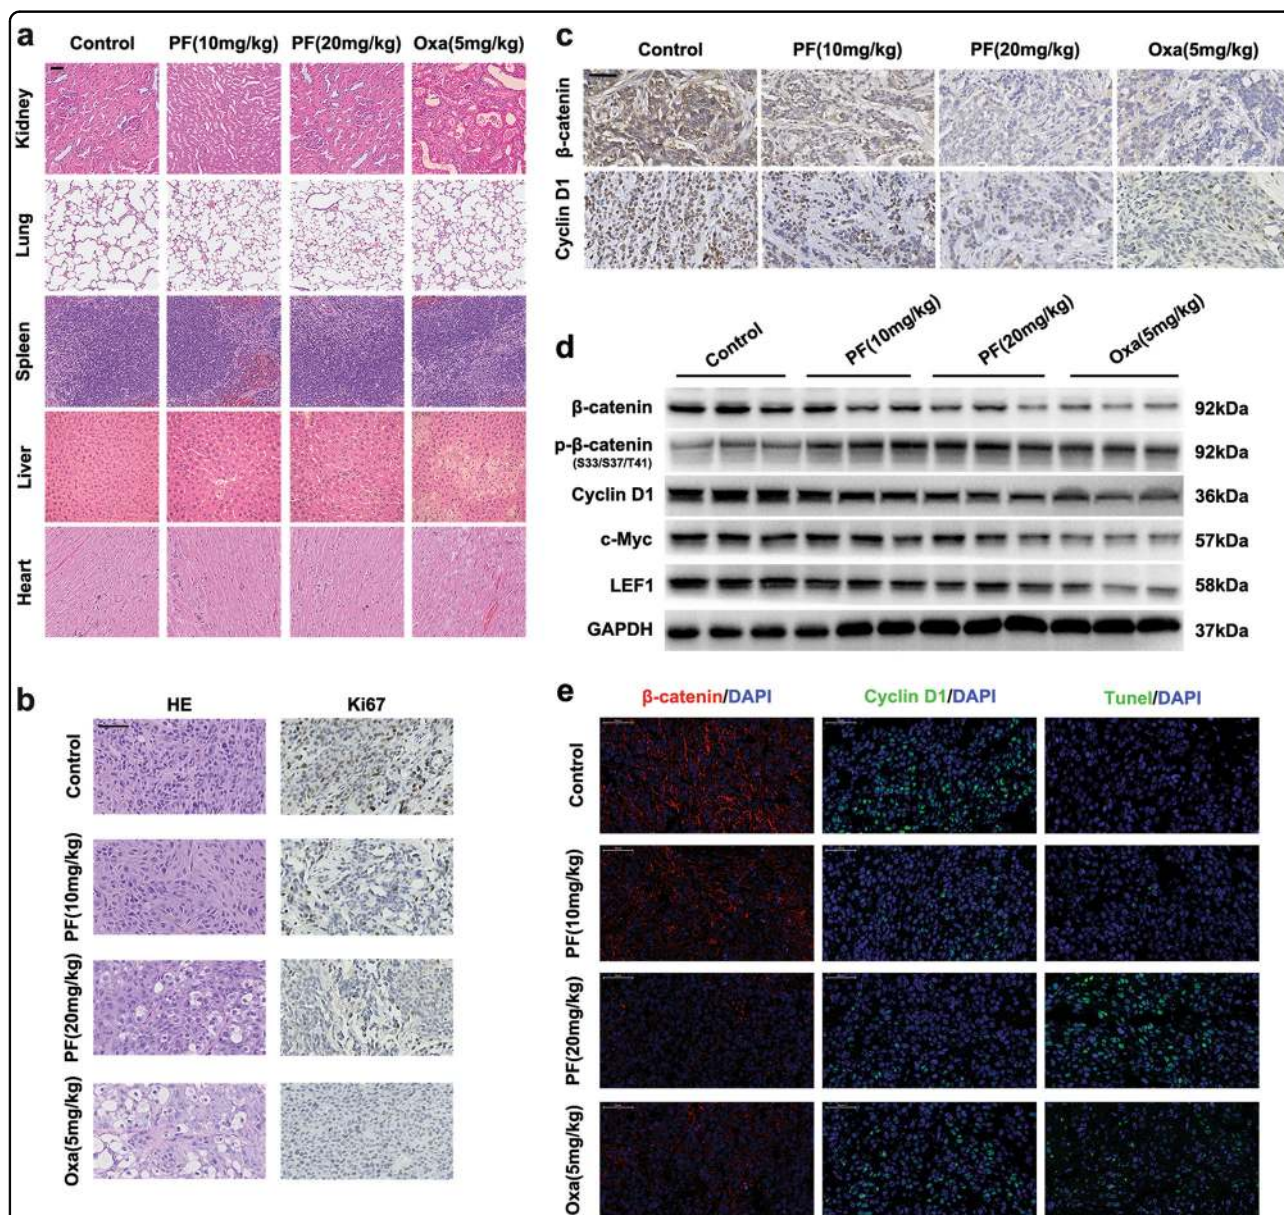 a
Control PF(10mg/kg) PF(20mg/kg) Oxa(5mg/kg)
Kidney
Lung
Spleen
Liver
Heart
b
HE Ki67
Control
PF(10mg/kg)
PF(20mg/kg)
Oxa(5mg/kg)
c
Control PF(10mg/kg) PF(20mg/kg) Oxa(5mg/kg)
β-catenin
Cyclin D1
d
Control PF(10mg/kg) PF(20mg/kg) Oxa(5mg/kg)
β-catenin 92kDa
p-β-catenin 92kDa
(S33/S37/T41)
Cyclin D1 36kDa
c-Myc 57kDa
LEF1 58kDa
GAPDH 37kDa
e
β-catenin/DAPI Cyclin D1/DAPI Tunel/DAPI
Control
PF(10mg/kg)
PF(20mg/kg)
Oxa(5mg/kg)